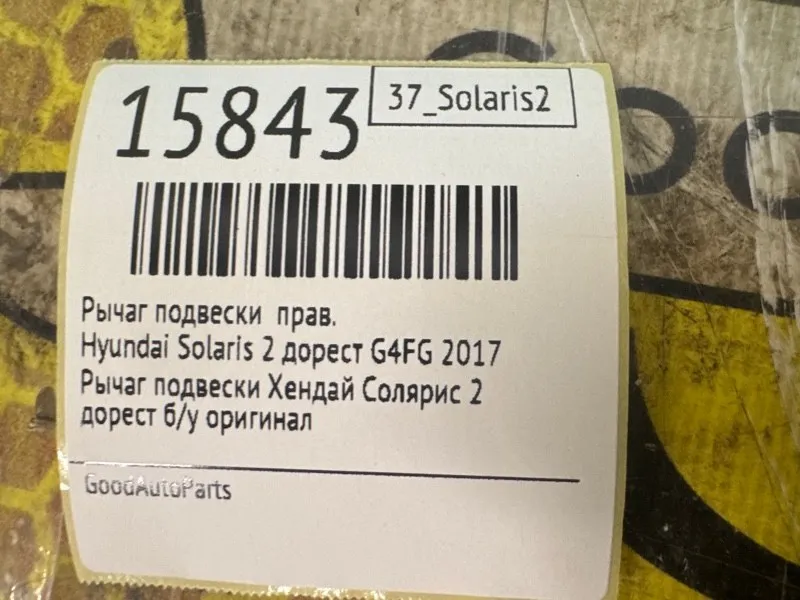 15843
37_Solaris2
Рычаг подвески прав.
Hyundai Solaris 2 дорест G4FG 2017
Рычаг подвески Хендай Солярис 2
дорест б/у оригинал
GoodAutoParts